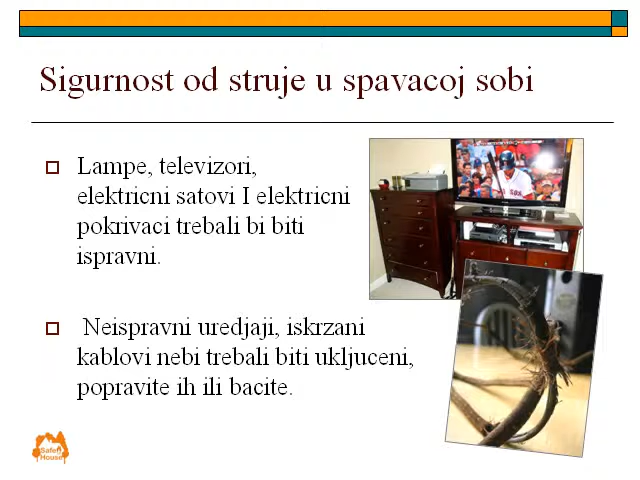 Sigurnost od struje u spavacoj sobi
Lampe, televizori,
elektricni satovi I elektricni
pokrivaci trebali bi biti
ispravni.
Neispravni uredjaji, iskrzani
kablovi nebi trebali biti ukljuceni,
popravite ih ili bacite.
Safe
House